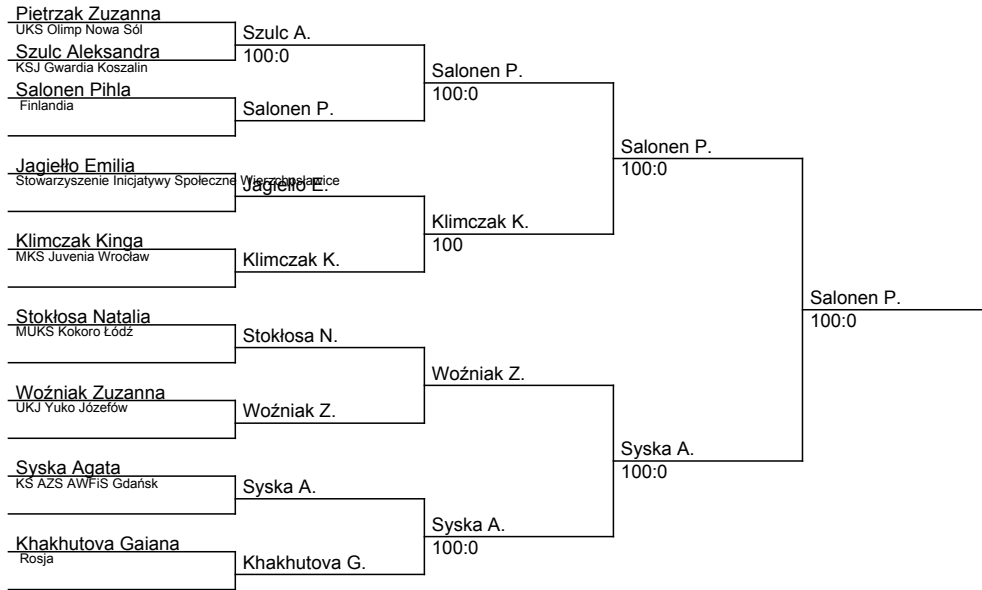 Pietrzak Zuzanna
UKS Olimp Nowa Sól
Szulc Aleksandra
KSJ Gwardia Koszalin
Salonen Pihla
Finlandia
Jagiełło Emilia
Stowarzyszenie Inicjatywy Społeczne Wierzchosławice
Klimczak Kinga
MKS Juvenia Wrocław
Stokłosa Natalia
MUKS Kokoro Łódź
Woźniak Zuzanna
UKJ Yuko Józefów
Syska Agata
KS AZS AWFiS Gdańsk
Khakhutova Gaiana
Rosja
Szulc A.
100:0
Salonen P.
Jagiełło E.
Klimczak K.
Stokłosa N.
Woźniak Z.
Syska A.
Khakhutova G.
Salonen P.
100:0
Klimczak K.
100
Woźniak Z.
Syska A.
100:0
Salonen P.
100:0
Syska A.
100:0
Salonen P.
100:0